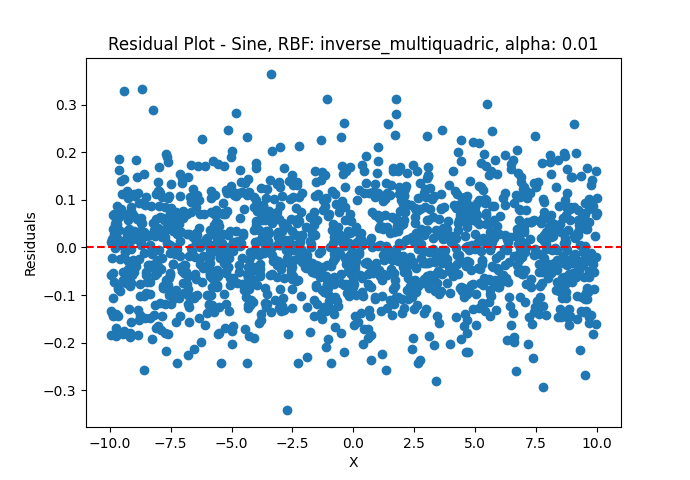 Residual Plot - Sine, RBF: inverse_multiquadric, alpha: 0.01
Residuals
0.3
0.2
0.1
0.0
−0.1
−0.2
−0.3
−10.0 −7.5 −5.0 −2.5 0.0 2.5 5.0 7.5 10.0
X